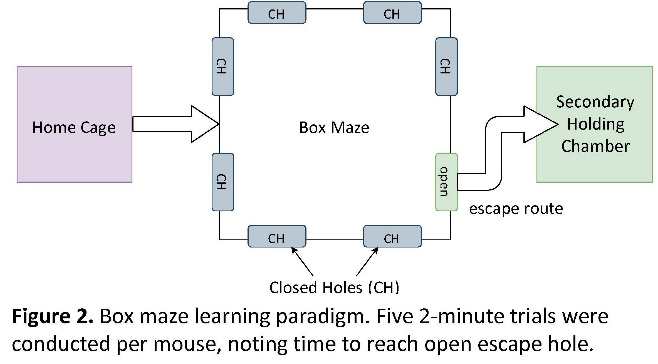 CH
CH
CH
CH
Home Cage
Box Maze
Secondary
Holding
Chamber
CH
open
escape route
CH
CH
Closed Holes (CH)
Figure 2. Box maze learning paradigm. Five 2-minute trials were
conducted per mouse, noting time to reach open escape hole.